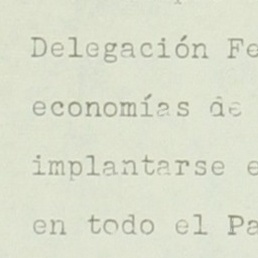 Delegación Fe
economías de
implantarse e
en todo el Pa